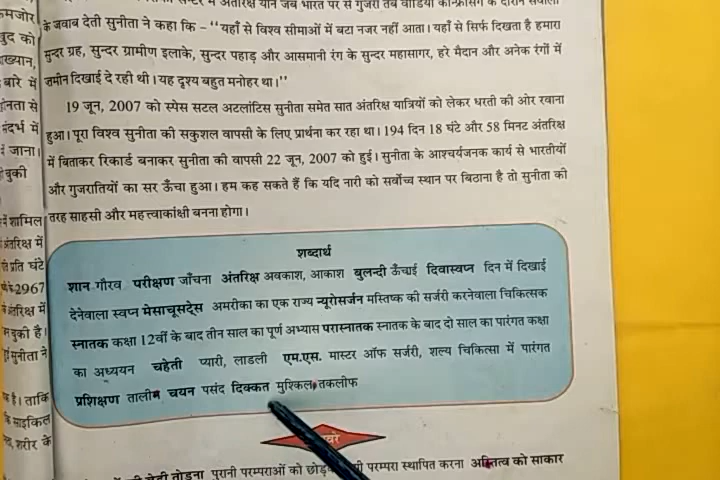 कमजोर
के जवाब देती सुनीता ने कहा कि – "यहाँ से विश्व सीमाओं में बटा नजर नहीं आता। यहाँ से सिर्फ दिखता है हमारा
सुन्दर ग्रह, सुन्दर ग्रामीण इलाके, सुन्दर पहाड़ और आसमानी रंग के सुन्दर महासागर, हरे मैदान और अनेक रंगों में
जमीन दिखाई दे रही थी। यह दृश्य बहुत मनोहर था।"
19 जून, 2007 को स्पेस सटल अटलांटिस सुनीता समेत सात अंतरिक्ष यात्रियों को लेकर धरती की ओर रवाना
हुआ। पूरा विश्व सुनीता की सकुशल वापसी के लिए प्रार्थना कर रहा था। 194 दिन 18 घंटे और 58 मिनट अंतरिक्ष
में बिताकर रिकार्ड बनाकर सुनीता की वापसी 22 जून, 2007 को हुई। सुनीता के आश्चर्यजनक कार्य से भारतीयों
और गुजरातियों का सर ऊँचा हुआ। हम कह सकते हैं कि यदि नारी को सर्वोच्च स्थान पर बिठाना है तो सुनीता की
तरह साहसी और महत्त्वाकांक्षी बनना होगा।
शब्दार्थ
शान गौरव परीक्षण जाँचना अंतरिक्ष अवकाश, आकाश बुलन्दी ऊँचाई दिवास्वप्न दिन में दिखाई
देनेवाला स्वप्न मेसाचूसट्स अमरीका का एक राज्य न्यूरोसर्जन मस्तिष्क की सर्जरी करनेवाला चिकित्सक
स्नातक कक्षा 12वीं के बाद तीन साल का पूर्ण अभ्यास परास्नातक स्नातक के बाद दो साल का पारंगत कक्षा
का अध्ययन चहेती प्यारी, लाडली एम.एस. मास्टर ऑफ सर्जरी, शल्य चिकित्सा में पारंगत
प्रशिक्षण तालीम चयन पसंद दिक्कत मुश्किल, तकलीफ
तोड़ना पुरानी परम्पराओं को परम्परा स्थापित करना अस्तित्व को साकार